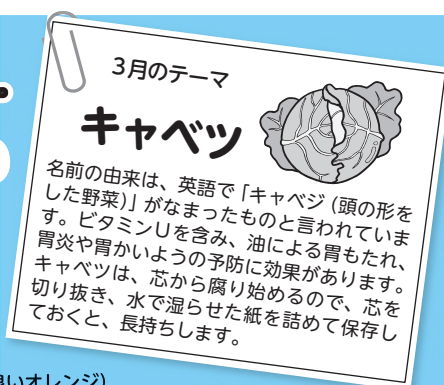 3月のテーマ
キャベツ
名前の由来は、英語で「キャベジ（頭の形を
した野菜）」がなまったものと言われていま
す。ビタミンUを含み、油による胃もたれ、
胃炎や胃かいようの予防に効果があります。
キャベツは、芯から腐り始めるので、芯を
切り抜き、水で湿らせた紙を詰めて保存し
ておくと、長持ちします。
いオレンジ）